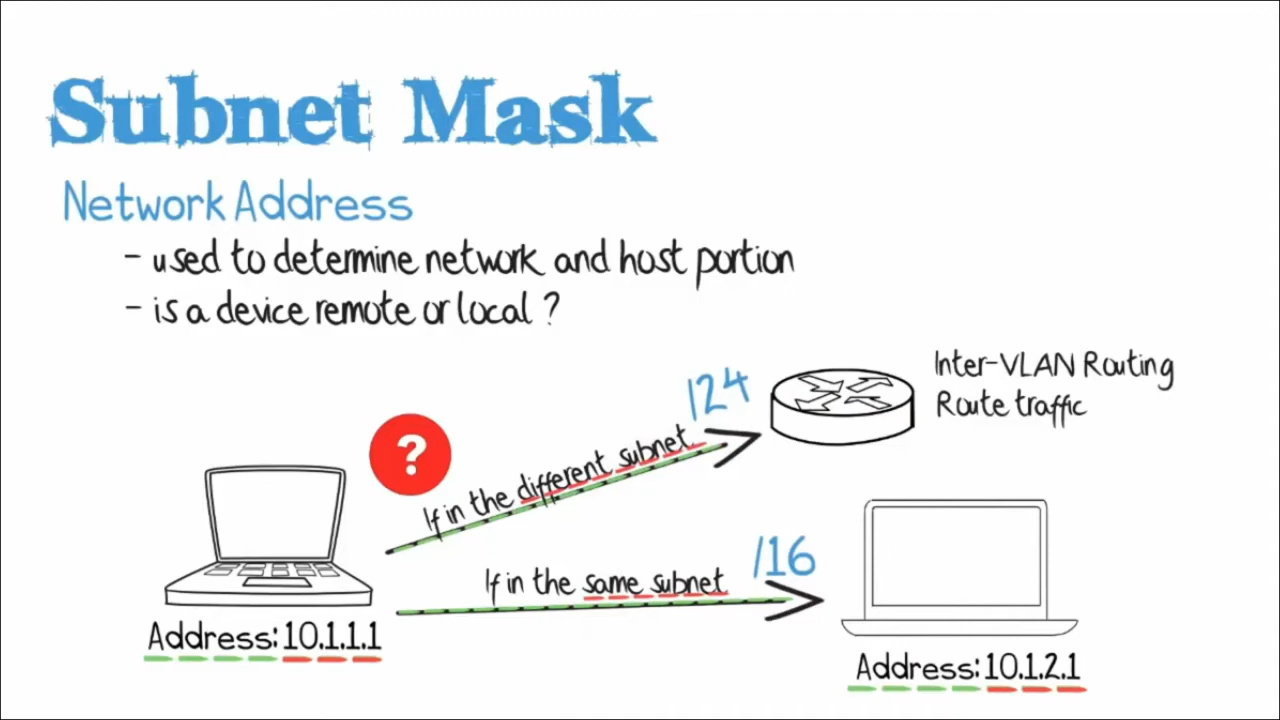 Subnet Mask
Network Address
- used to determine network and host portion
- is a device remote or local ?
Inter-VLAN Routing
Route traffic
/24
?
If in the different subnet
/16
If in the same subnet
Address: 10.1.1.1
Address: 10.1.2.1